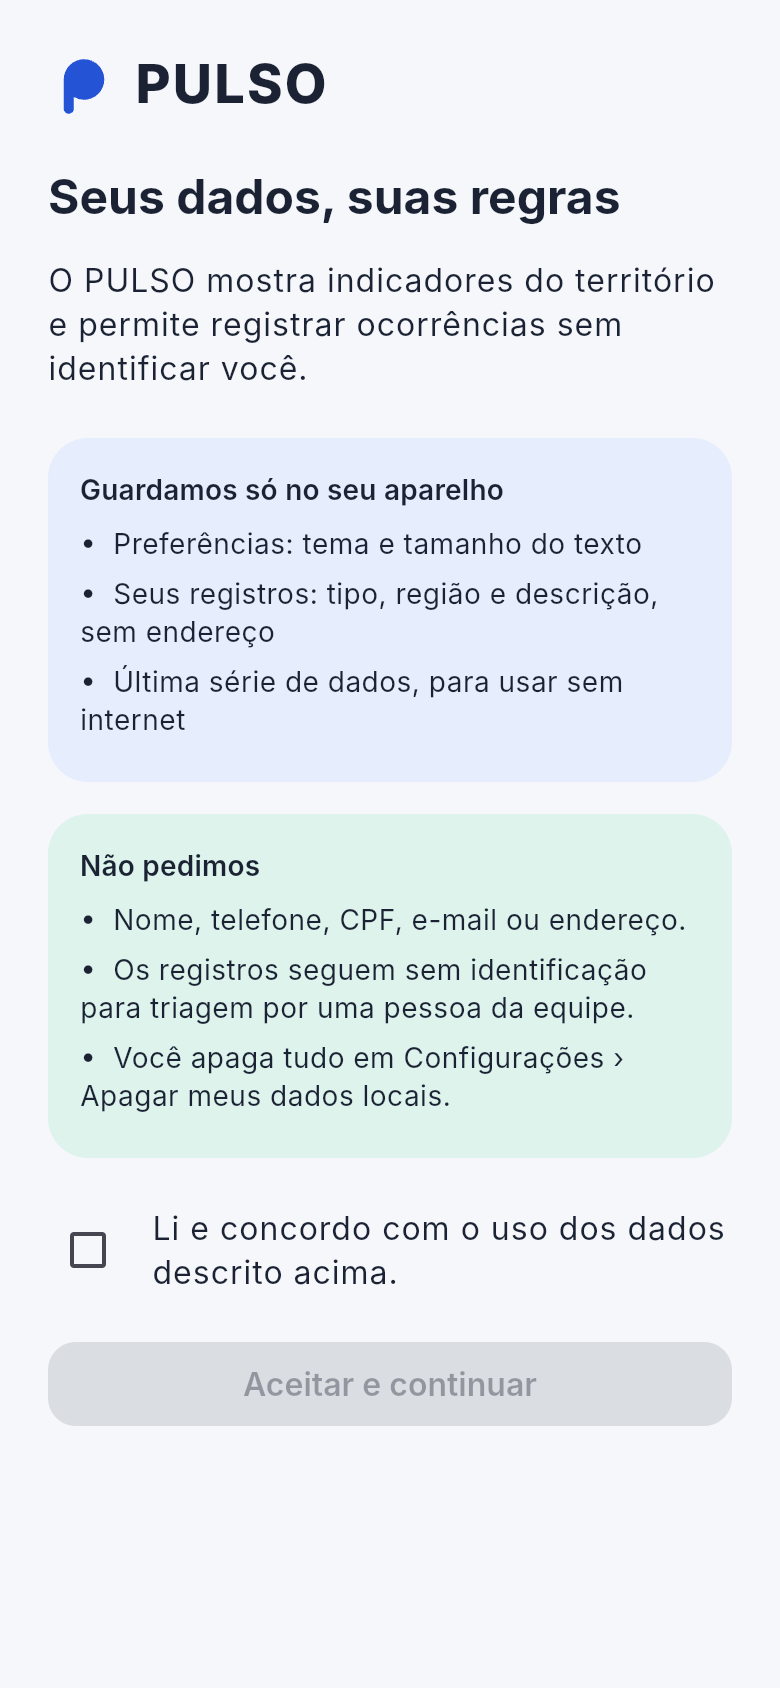 PULSO
Seus dados, suas regras
O PULSO mostra indicadores do território
e permite registrar ocorrências sem
identificar você.
Guardamos só no seu aparelho
• Preferências: tema e tamanho do texto
• Seus registros: tipo, região e descrição,
sem endereço
• Última série de dados, para usar sem
internet
Não pedimos
• Nome, telefone, CPF, e-mail ou endereço.
• Os registros seguem sem identificação
para triagem por uma pessoa da equipe.
• Você apaga tudo em Configurações ›
Apagar meus dados locais.
Li e concordo com o uso dos dados
descrito acima.
Aceitar e continuar